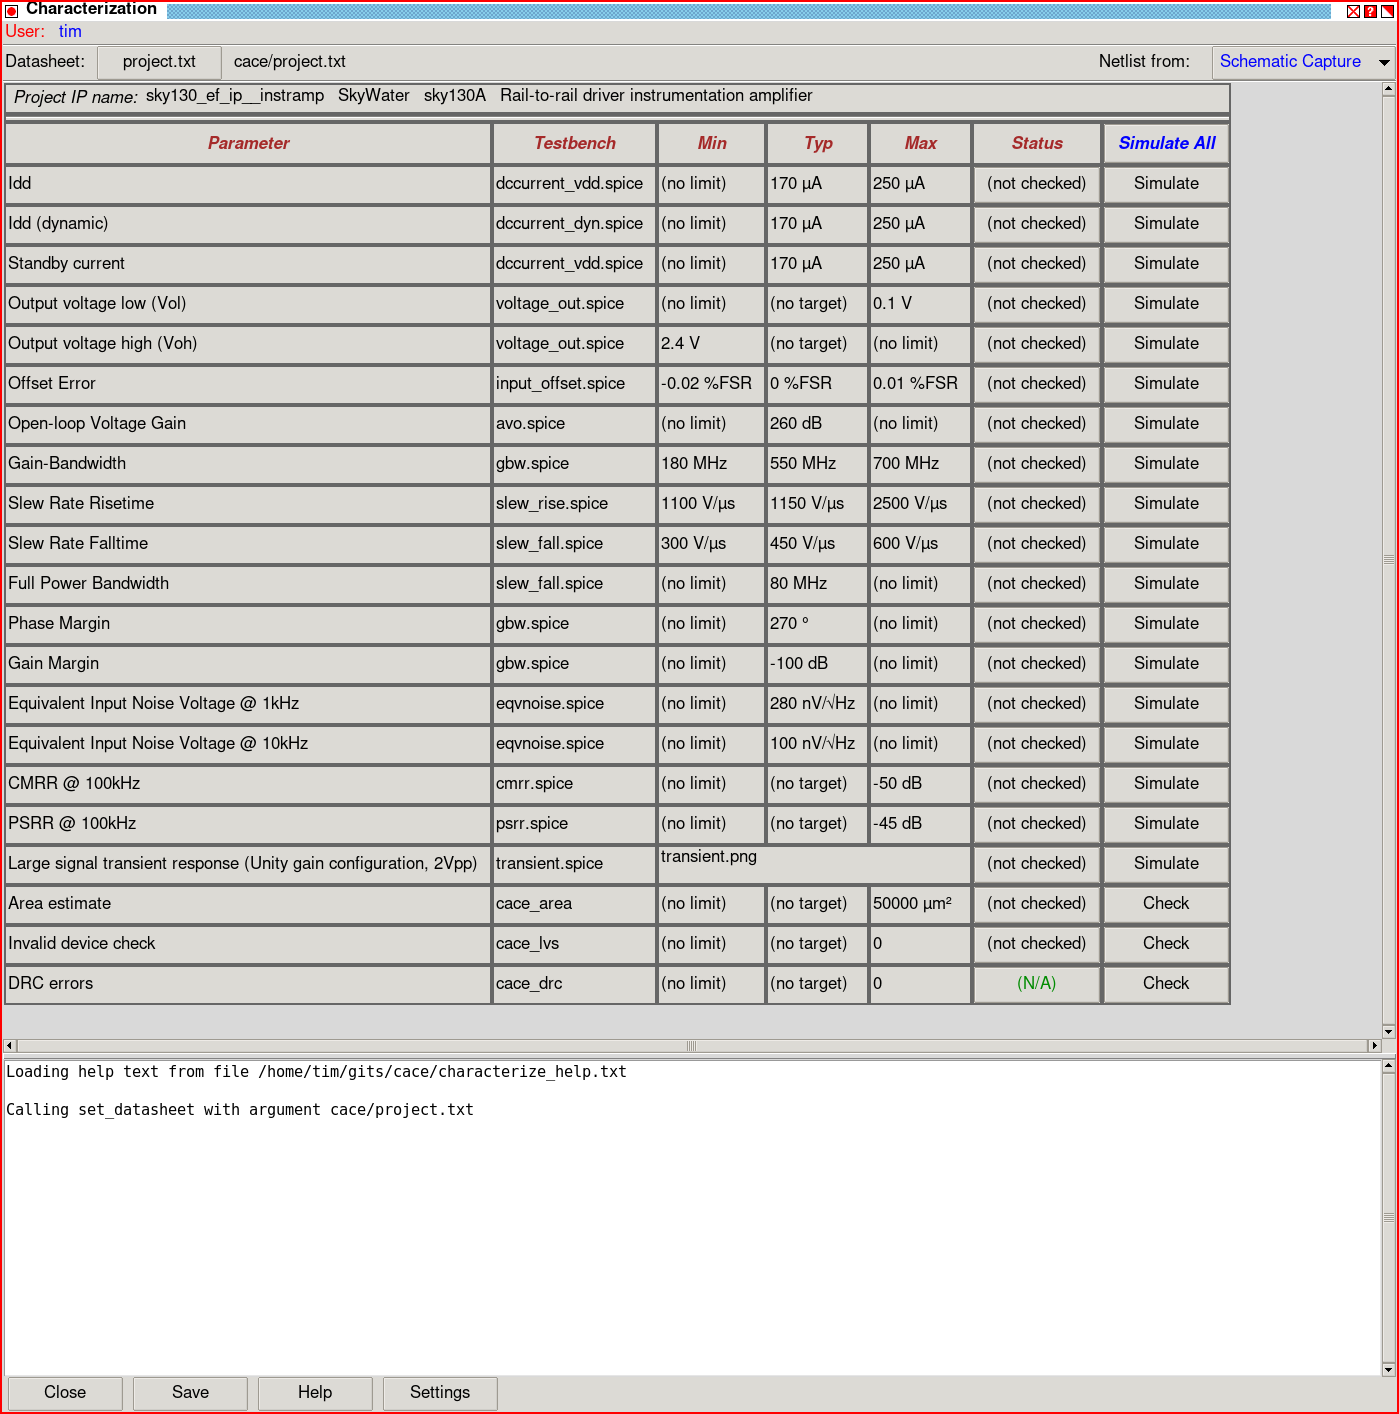 Characterization
User: tim
Datasheet: project.txt cace/project.txt Netlist from: Schematic Capture
Project IP name: sky130_ef_ip__instramp SkyWater sky130A Rail-to-rail driver instrumentation amplifier
Parameter Testbench Min Typ Max Status Simulate All
Idd dccurrent_vdd.spice (no limit) 170 µA 250 µA (not checked) Simulate
Idd (dynamic) dccurrent_dyn.spice (no limit) 170 µA 250 µA (not checked) Simulate
Standby current dccurrent_vdd.spice (no limit) 170 µA 250 µA (not checked) Simulate
Output voltage low (Vol) voltage_out.spice (no limit) (no target) 0.1 V (not checked) Simulate
Output voltage high (Voh) voltage_out.spice 2.4 V (no target) (no limit) (not checked) Simulate
Offset Error input_offset.spice -0.02 %FSR 0 %FSR 0.01 %FSR (not checked) Simulate
Open-loop Voltage Gain avo.spice (no limit) 260 dB (no limit) (not checked) Simulate
Gain-Bandwidth gbw.spice 180 MHz 550 MHz 700 MHz (not checked) Simulate
Slew Rate Risetime slew_rise.spice 1100 V/µs 1150 V/µs 2500 V/µs (not checked) Simulate
Slew Rate Falltime slew_fall.spice 300 V/µs 450 V/µs 600 V/µs (not checked) Simulate
Full Power Bandwidth slew_fall.spice (no limit) 80 MHz (no limit) (not checked) Simulate
Phase Margin gbw.spice (no limit) 270 º (no limit) (not checked) Simulate
Gain Margin gbw.spice (no limit) -100 dB (no limit) (not checked) Simulate
Equivalent Input Noise Voltage @ 1kHz eqvnoise.spice (no limit) 280 nV/√Hz (no limit) (not checked) Simulate
Equivalent Input Noise Voltage @ 10kHz eqvnoise.spice (no limit) 100 nV/√Hz (no limit) (not checked) Simulate
CMRR @ 100kHz cmrr.spice (no limit) (no target) -50 dB (not checked) Simulate
PSRR @ 100kHz psrr.spice (no limit) (no target) -45 dB (not checked) Simulate
Large signal transient response (Unity gain configuration, 2Vpp) transient.spice transient.png (not checked) Simulate
Area estimate cace_area (no limit) (no target) 50000 µm² (not checked) Check
Invalid device check cace_lvs (no limit) (no target) 0 (not checked) Check
DRC errors cace_drc (no limit) (no target) 0 (N/A) Check
Loading help text from file /home/tim/gits/cace/characterize_help.txt
Calling set_datasheet with argument cace/project.txt
Close Save Help Settings